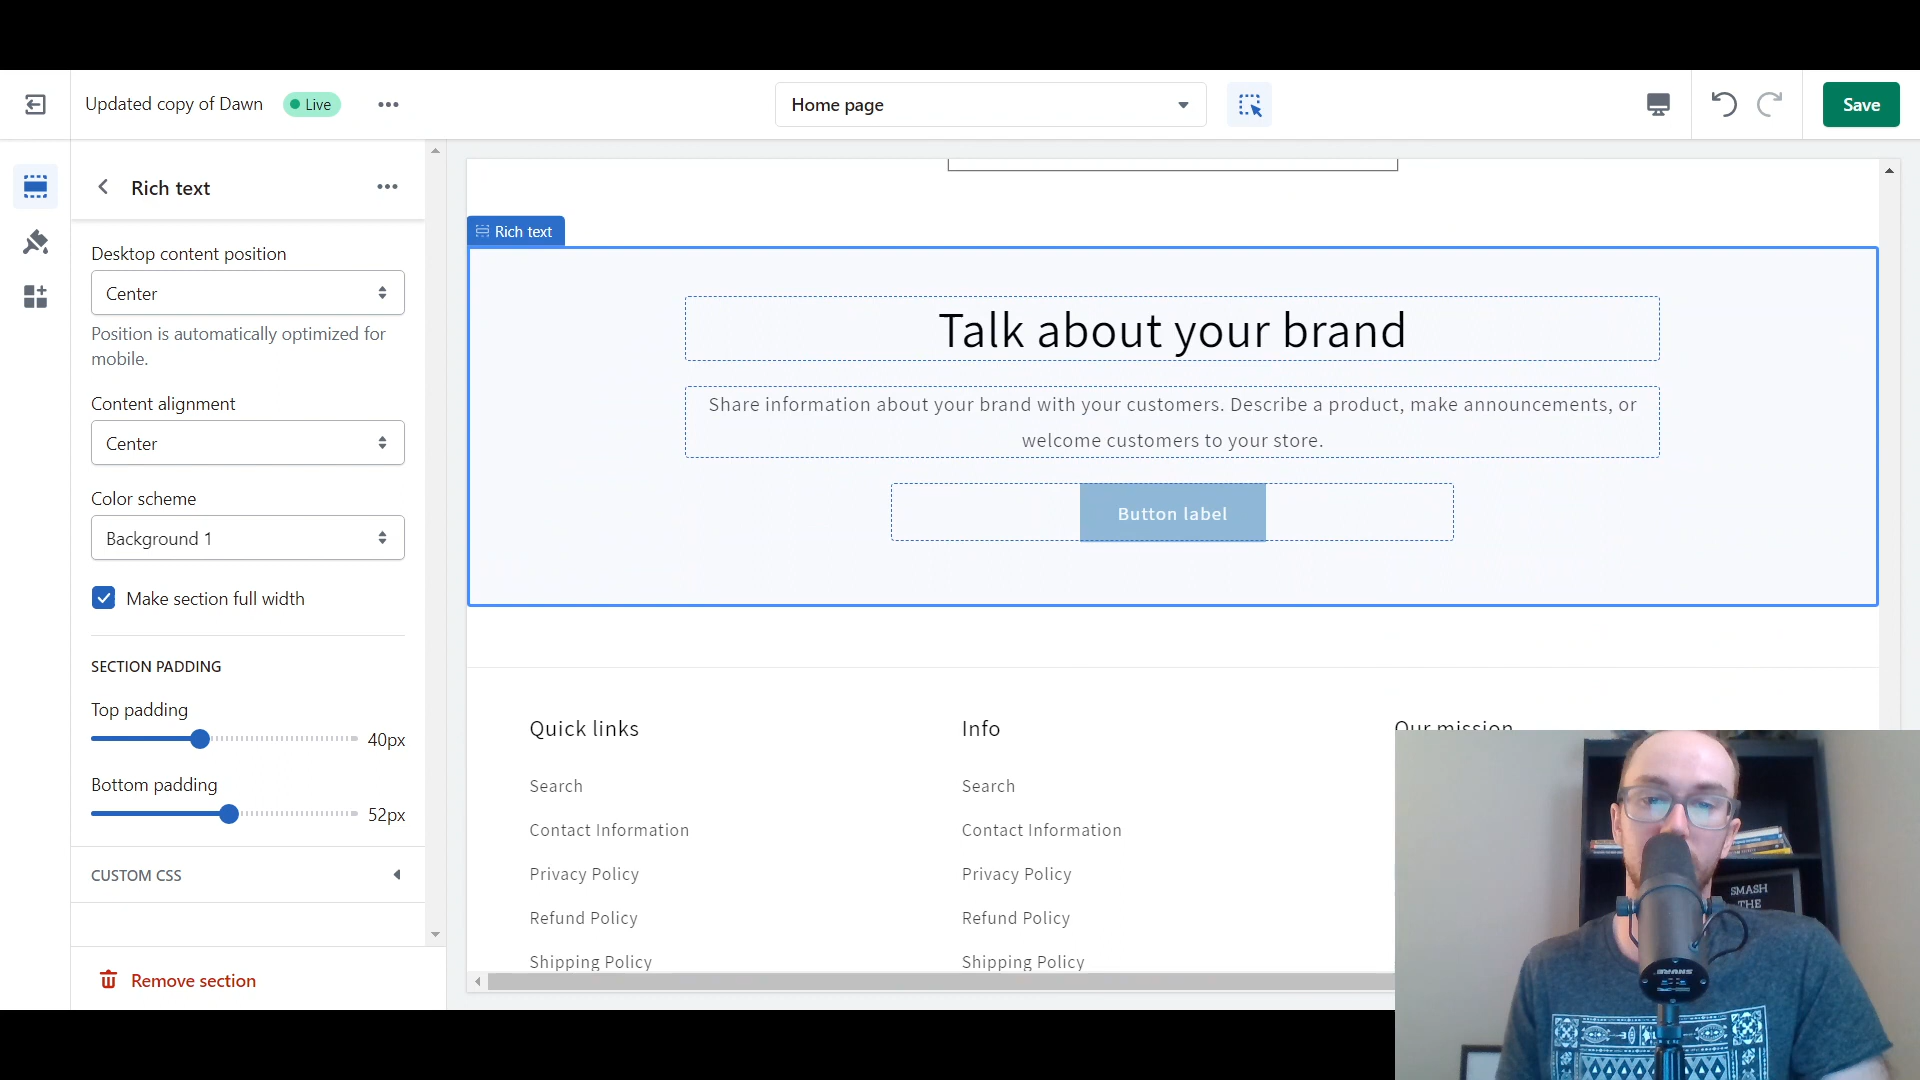 Updated copy of Dawn
Live
Home page
Save
Rich text
Desktop content position
Center
Position is automatically optimized for
mobile.
Content alignment
Center
Color scheme
Background 1
Make section full width
SECTION PADDING
Top padding
40px
Bottom padding
52px
CUSTOM CSS
Remove section
Rich text
Talk about your brand
Share information about your brand with your customers. Describe a product, make announcements, or
welcome customers to your store.
Button label
Quick links
Search
Contact Information
Privacy Policy
Refund Policy
Shipping Policy
Info
Search
Contact Information
Privacy Policy
Refund Policy
Shipping Policy
Our mission
SMASH
THE
SHURE